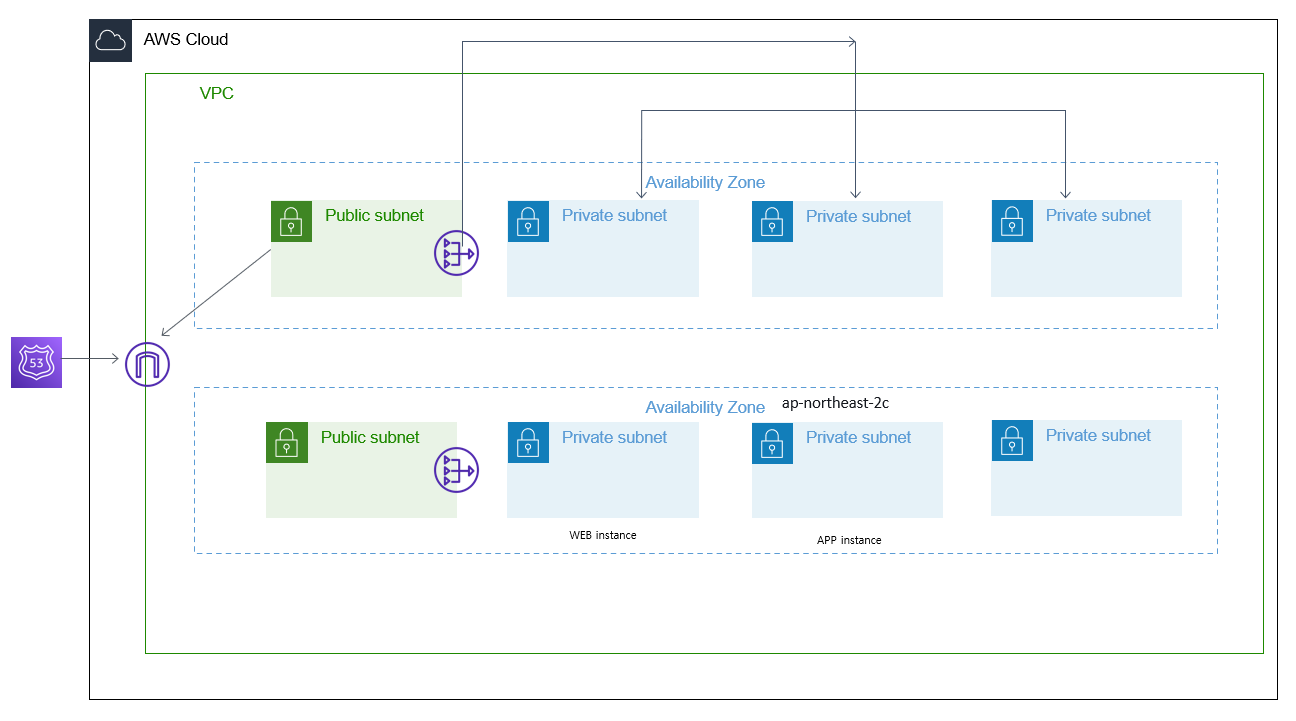 AWS Cloud
VPC
Availability Zone
Public subnet
Private subnet
Private subnet
Private subnet
53
Availability Zone
ap-northeast-2c
Public subnet
Private subnet
Private subnet
Private subnet
WEB instance
APP instance